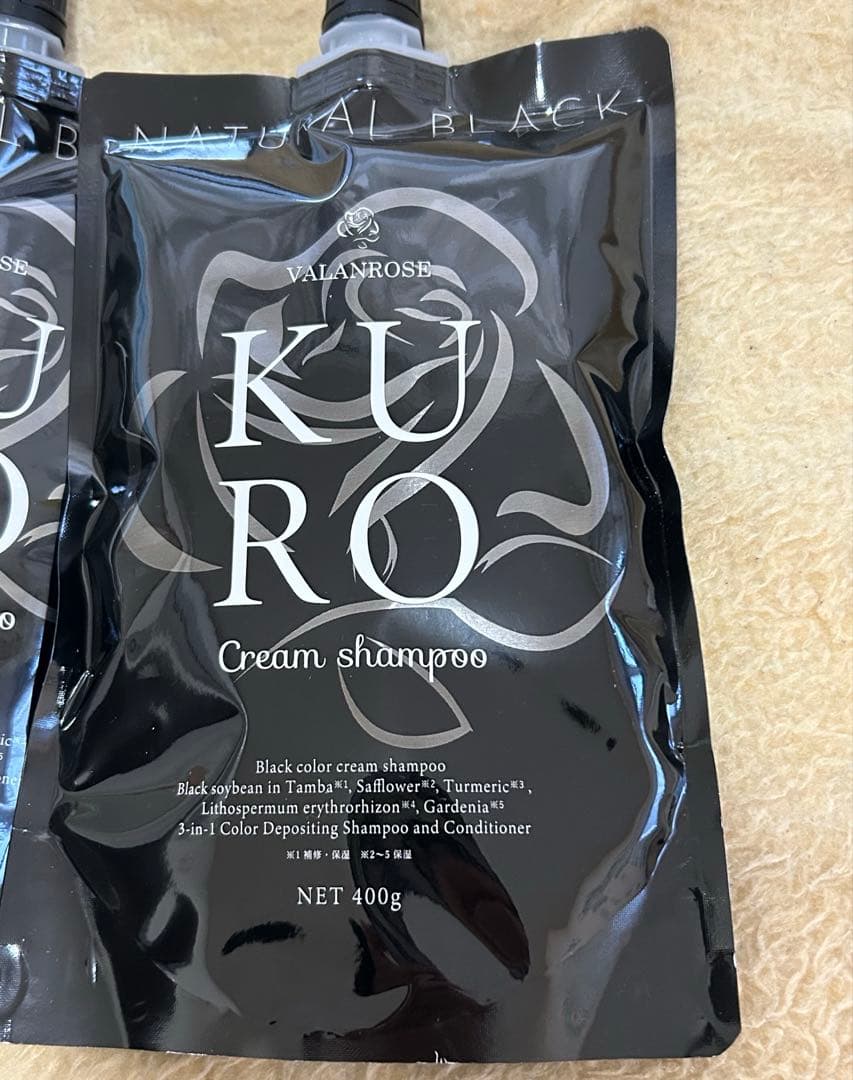 NATURAL BLACK
VALANROSE
KU
RO
Cream shampoo
Black color cream shampoo
Black soybean in Tamba※1, Safflower※2, Turmeric※3,
Lithospermum erythrorhizon※4, Gardenia※5
3-in-1 Color Depositing Shampoo and Conditioner
※1 補修・保湿 ※2～5 保湿
NET 400g
L B
SE
U
O
o